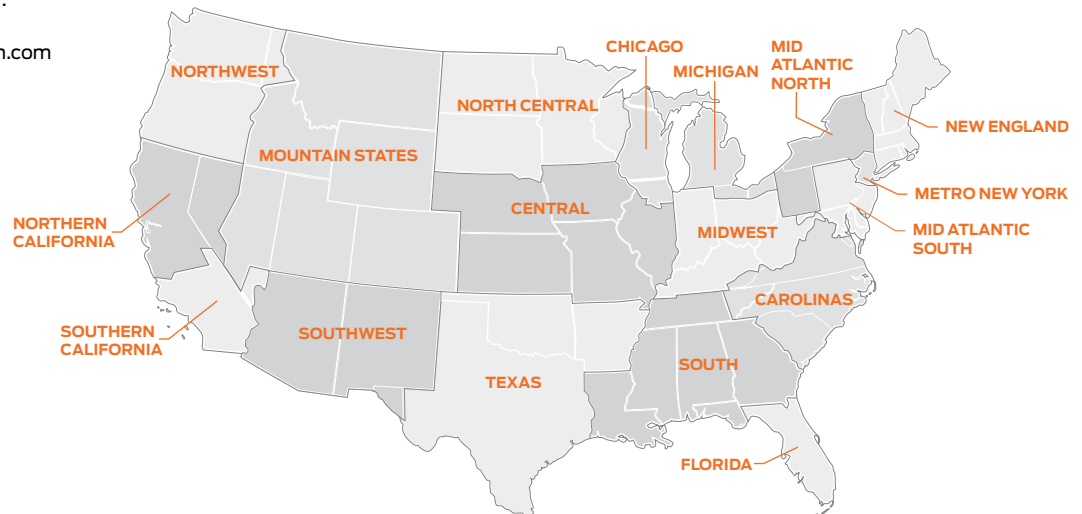 n.com
NORTHWEST
MOUNTAIN STATES
NORTH CENTRAL
CHICAGO
MICHIGAN
MID
ATLANTIC
NORTH
NEW ENGLAND
METRO NEW YORK
MID ATLANTIC
SOUTH
NORTHERN
CALIFORNIA
CENTRAL
MIDWEST
CAROLINAS
SOUTHERN
CALIFORNIA
SOUTHWEST
TEXAS
SOUTH
FLORIDA